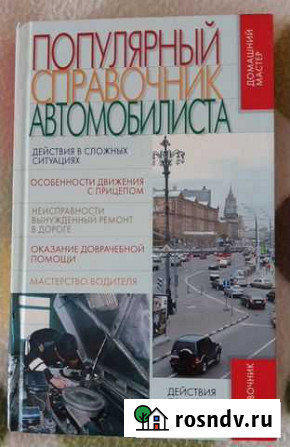 ПОПУЛЯРНЫЙ
СПРАВОЧНИК
АВТОМОБИЛИСТА
ДОМАШНИЙ
МАСТЕР
ДЕЙСТВИЯ В СЛОЖНЫХ
СИТУАЦИЯХ
ОСОБЕННОСТИ ДВИЖЕНИЯ
С ПРИЦЕПОМ
НЕИСПРАВНОСТИ
ВЫНУЖДЕННЫЙ РЕМОНТ
В ДОРОГЕ
ОКАЗАНИЕ ДОВРАЧЕБНОЙ
ПОМОЩИ
МАСТЕРСТВО ВОДИТЕЛЯ
ДЕЙСТВИЯ
rosndv.ru